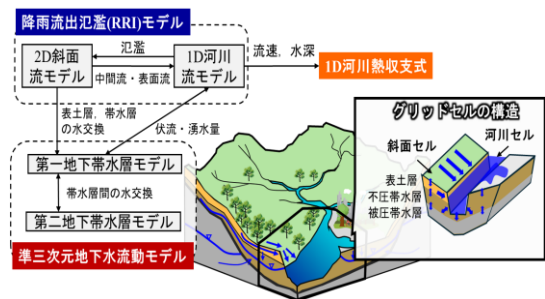 降雨流出氾濫(RRI)モデル
2D斜面
流モデル
氾濫
中間流・表面流
1D河川
流モデル
流速，水深
1D河川熱収支式
表土層，帯水層
の水交換
伏流・湧水量
第一地下帯水層モデル
帯水層間の水交換
第二地下帯水層モデル
準三次元地下水流動モデル
グリッドセルの構造
斜面セル
河川セル
表土層
不圧帯水層
被圧帯水層